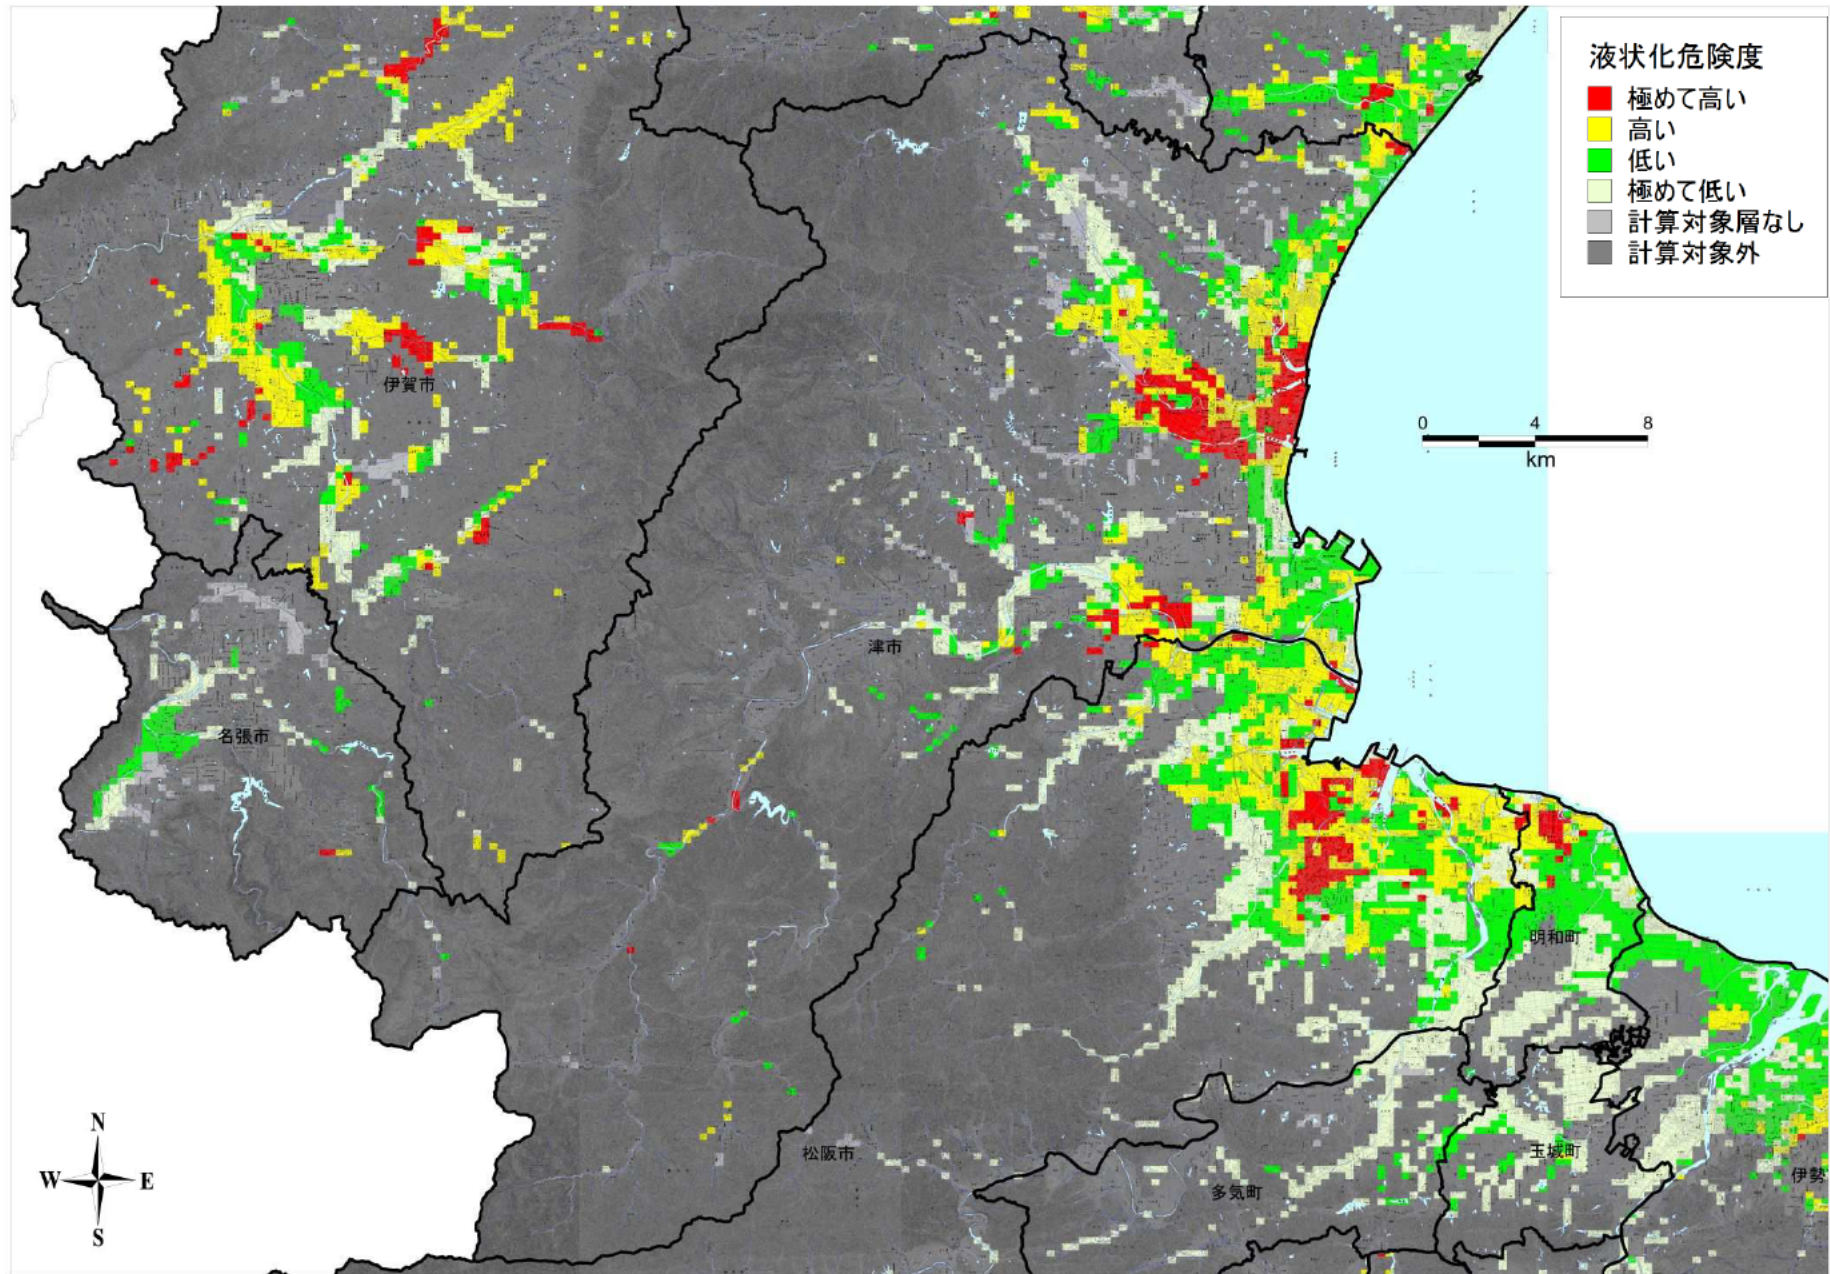 液状化危険度
極めて高い
高い
低い
極めて低い
計算対象層なし
計算対象外
伊賀市
0 4 8
km
津市
名張市
明和町
N
W E
S
松阪市
玉城町
多気町
伊勢